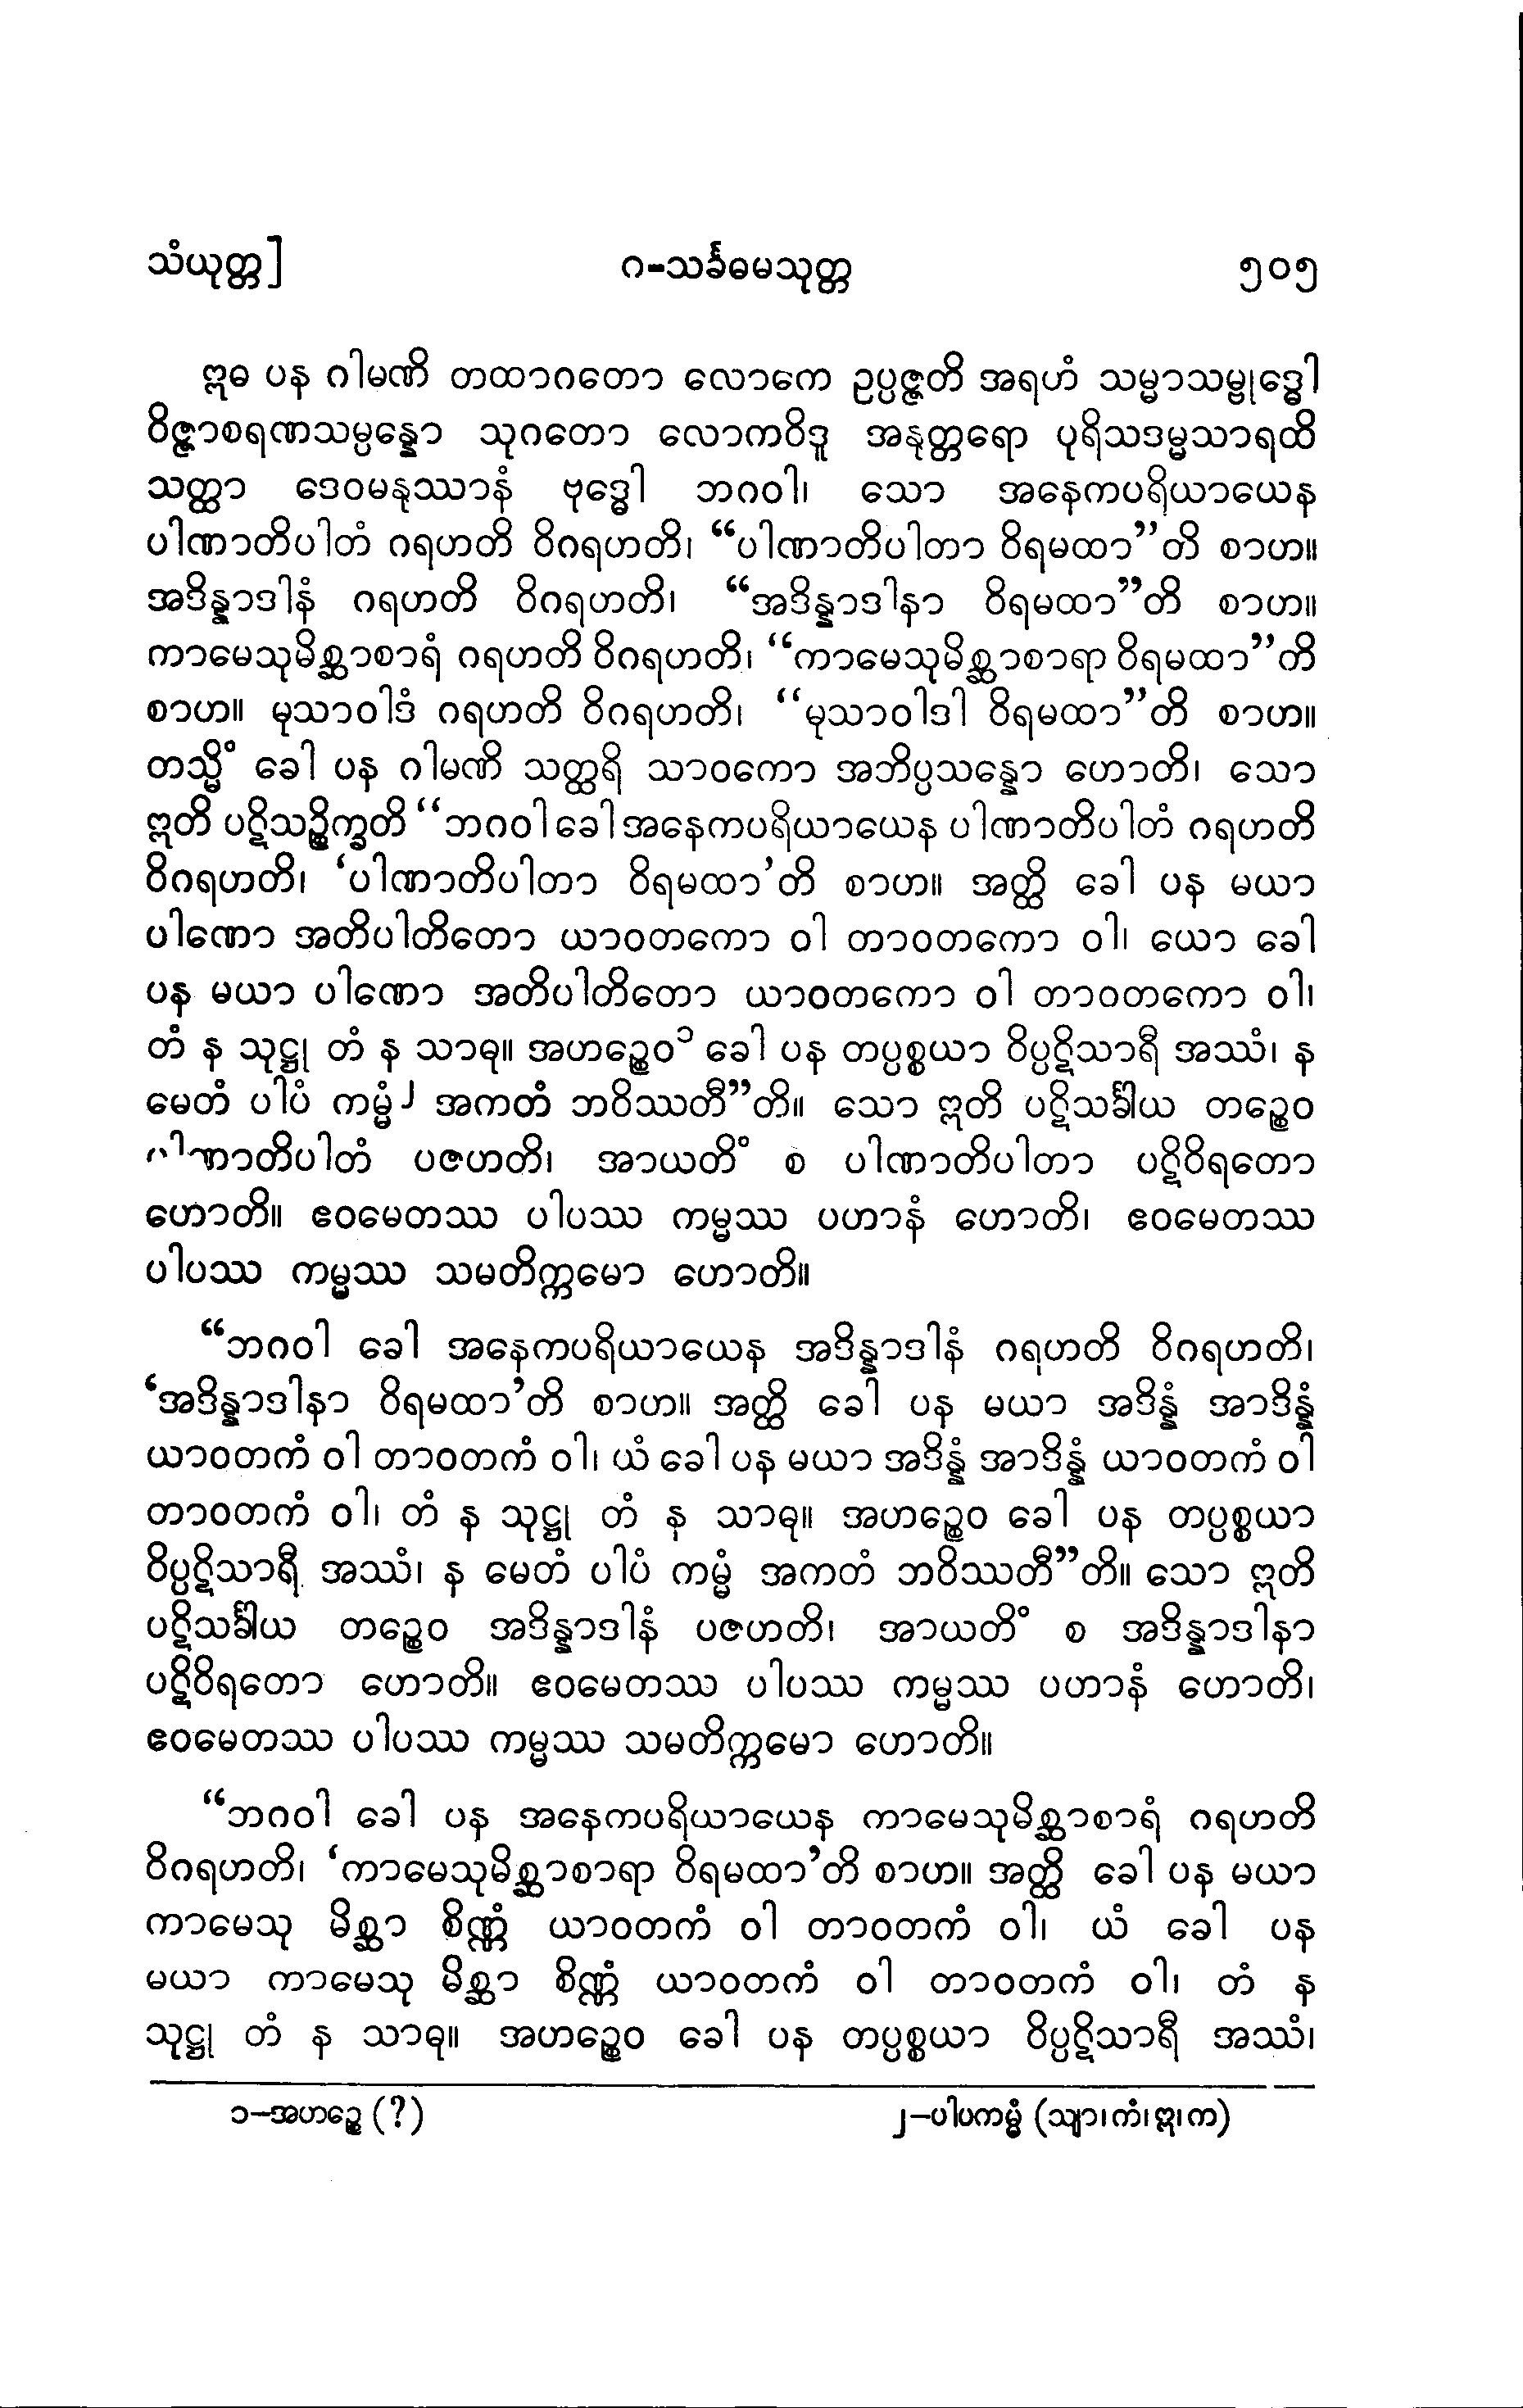 သံယုတ္တ] ဂ-သင်္ခဓမသုတ္တ ၅၀၅
ဣဓ ပန ဂါမဏိ တထာဂတော လောကေ ဥပ္ပဇ္ဇတိ အရဟံ သမ္မာသမ္ဗုဒ္ဓေါ
ဝိဇ္ဇာစရဏသမ္ပန္နော သုဂတော လောကဝိဒူ အနုတ္တရော ပုရိသဒမ္မသာရထိ
သတ္ထာ ဒေဝမနုဿာနံ ဗုဒ္ဓေါ ဘဂဝါ၊ သော အနေကပရိယာယေန
ပါဏာတိပါတံ ဂရဟတိ ဝိဂရဟတိ၊ “ပါဏာတိပါတာ ဝိရမထာ”တိ စာဟ။
အဒိန္နာဒါနံ ဂရဟတိ ဝိဂရဟတိ၊ “အဒိန္နာဒါနာ ဝိရမထာ”တိ စာဟ။
ကာမေသုမိစ္ဆာစာရံ ဂရဟတိ ဝိဂရဟတိ၊ “ကာမေသုမိစ္ဆာစာရာ ဝိရမထာ”ကိ
စာဟ။ မုသာဝါဒံ ဂရဟတိ ဝိဂရဟတိ၊ “မုသာဝါဒါ ဝိရမထာ”တိ စာဟ။
တသ္မိံ ခေါ ပန ဂါမဏိ သတ္ထရိ သာဝကော အဘိပ္ပသန္နော ဟောတိ၊ သော
ဣတိ ပဋိသဉ္စိက္ခတိ “ဘဂဝါ ခေါ အနေကပရိယာယေန ပါဏာတိပါတံ ဂရဟတိ
ဝိဂရဟတိ၊ ‘ပါဏာတိပါတာ ဝိရမထာ’တိ စာဟ။ အတ္ထိ ခေါ ပန မယာ
ပါဏော အတိပါတိတော ယာဝတကော ဝါ တာဝတကော ဝါ၊ ယော ခေါ
ပန မယာ ပါဏော အတိပါတိတော ယာဝတကော ဝါ တာဝတကော ဝါ၊
တံ န သုဋ္ဌု တံ န သာဓု။ အဟဉ္စေဝ၁ ခေါ ပန တပ္ပစ္စယာ ဝိပ္ပဋိသာရီ အဿံ၊ န
မေတံ ပါပံ ကမ္မံ၂ အကတံ ဘဝိဿတီ”တိ။ သော ဣတိ ပဋိသင်္ခါယ တဉ္စေဝ
ပါဏာတိပါတံ ပဇဟတိ၊ အာယတိံ စ ပါဏာတိပါတာ ပဋိဝိရတော
ဟောတိ။ ဧဝမေတဿ ပါပဿ ကမ္မဿ ပဟာနံ ဟောတိ၊ ဧဝမေတဿ
ပါပဿ ကမ္မဿ သမတိက္ကမော ဟောတိ။
“ဘဂဝါ ခေါ အနေကပရိယာယေန အဒိန္နာဒါနံ ဂရဟတိ ဝိဂရဟတိ၊
‘အဒိန္နာဒါနာ ဝိရမထာ’တိ စာဟ။ အတ္ထိ ခေါ ပန မယာ အဒိန္နံ အာဒိန္နံ
ယာဝတကံ ဝါ တာဝတကံ ဝါ၊ ယံ ခေါ ပန မယာ အဒိန္နံ အာဒိန္နံ ယာဝတကံ ဝါ
တာဝတကံ ဝါ၊ တံ န သုဋ္ဌု တံ န သာဓု။ အဟဉ္စေဝ ခေါ ပန တပ္ပစ္စယာ
ဝိပ္ပဋိသာရီ အဿံ၊ န မေတံ ပါပံ ကမ္မံ အကတံ ဘဝိဿတီ”တိ။ သော ဣတိ
ပဋိသင်္ခါယ တဉ္စေဝ အဒိန္နာဒါနံ ပဇဟတိ၊ အာယတိံ စ အဒိန္နာဒါနာ
ပဋိဝိရတော ဟောတိ။ ဧဝမေတဿ ပါပဿ ကမ္မဿ ပဟာနံ ဟောတိ၊
ဧဝမေတဿ ပါပဿ ကမ္မဿ သမတိက္ကမော ဟောတိ။
“ဘဂဝါ ခေါ ပန အနေကပရိယာယေန ကာမေသုမိစ္ဆာစာရံ ဂရဟတိ
ဝိဂရဟတိ၊ ‘ကာမေသုမိစ္ဆာစာရာ ဝိရမထာ’တိ စာဟ။ အတ္ထိ ခေါ ပန မယာ
ကာမေသု မိစ္ဆာ စိဏ္ဏံ ယာဝတကံ ဝါ တာဝတကံ ဝါ၊ ယံ ခေါ ပန
မယာ ကာမေသု မိစ္ဆာ စိဏ္ဏံ ယာဝတကံ ဝါ တာဝတကံ ဝါ၊ တံ န
သုဋ္ဌု တံ န သာဓု။ အဟဉ္စေဝ ခေါ ပန တပ္ပစ္စယာ ဝိပ္ပဋိသာရီ အဿံ၊
၁-အဟဉ္စေ (?) ၂-ပါပကမ္မံ (သျာ၊ကံ၊ဣ၊က)